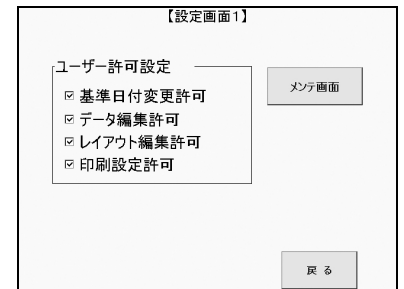 【設定画面1】
ユーザー許可設定
メンテ画面
基準日付変更許可
データ編集許可
レイアウト編集許可
印刷設定許可
戻る